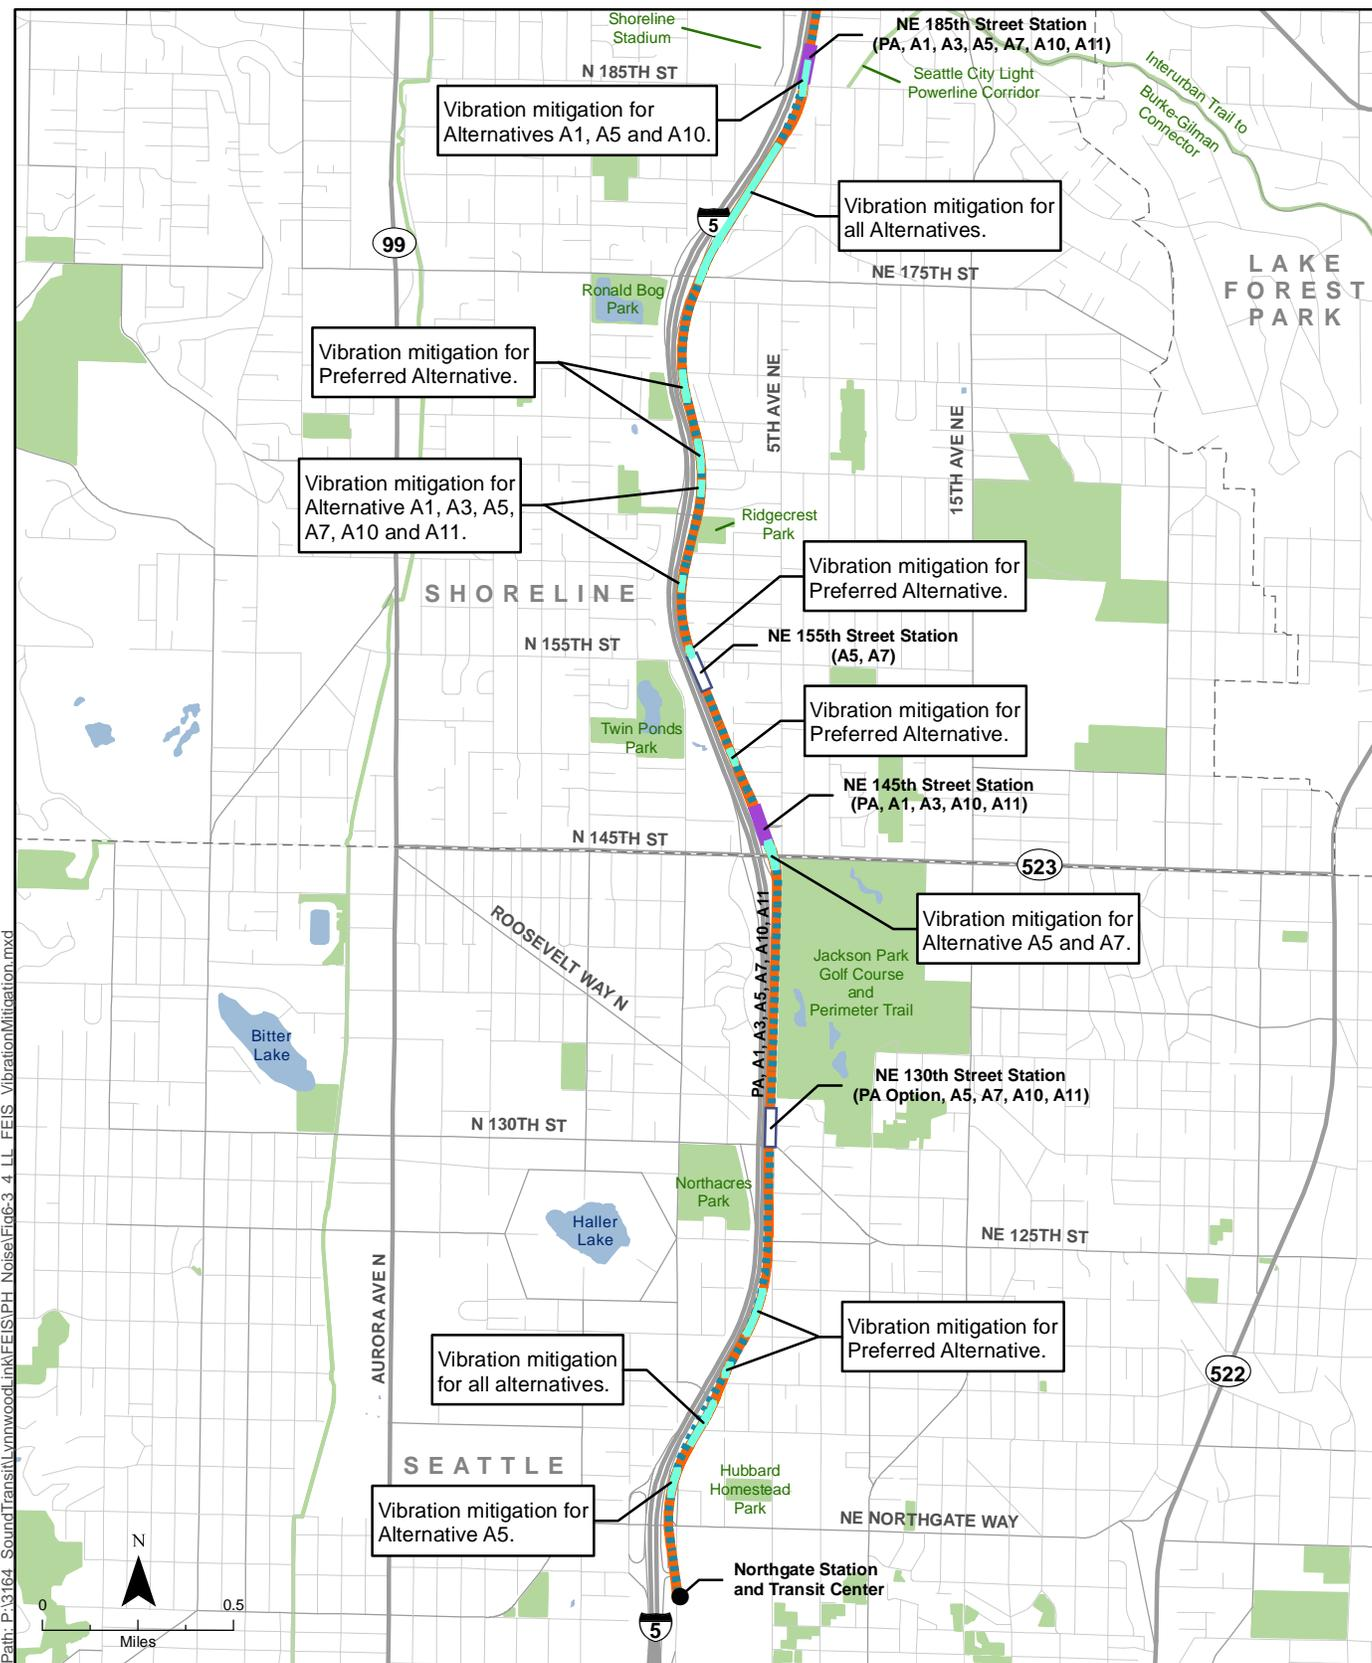 Shoreline
Stadium
NE 185th Street Station
(PA, A1, A3, A5, A7, A10, A11)
N 185TH ST
Seattle City Light
Powerline Corridor
Interurban Trail to
Burke-Gilman
Connector
Vibration mitigation for
Alternatives A1, A5 and A10.
Vibration mitigation for
all Alternatives.
5
99
NE 175TH ST
LAKE
FOREST
PARK
Ronald Bog
Park
Vibration mitigation for
Preferred Alternative.
5TH AVE NE
15TH AVE NE
Vibration mitigation for
Alternative A1, A3, A5,
A7, A10 and A11.
Ridgecrest
Park
Vibration mitigation for
Preferred Alternative.
SHORELINE
N 155TH ST
NE 155th Street Station
(A5, A7)
Vibration mitigation for
Preferred Alternative.
Twin Ponds
Park
NE 145th Street Station
(PA, A1, A3, A10, A11)
N 145TH ST
523
PA, A1, A3, A5, A7, A10, A11
Vibration mitigation for
Alternative A5 and A7.
ROOSEVELT WAY N
Jackson Park
Golf Course
and
Perimeter Trail
Bitter
Lake
NE 130th Street Station
(PA Option, A5, A7, A10, A11)
N 130TH ST
Northacres
Park
Haller
Lake
NE 125TH ST
AURORA AVE N
Vibration mitigation for
Preferred Alternative.
Vibration mitigation
for all alternatives.
522
SEATTLE
Hubbard
Homestead
Park
Vibration mitigation for
Alternative A5.
NE NORTHGATE WAY
Northgate Station
and Transit Center
N
0 0.5
Miles
5
Path: P:\3164_SoundTransit\LynnwoodLink\FEIS\PH_Noise\Fig6-3_4_LL_FEIS_VibrationMitigation.mxd